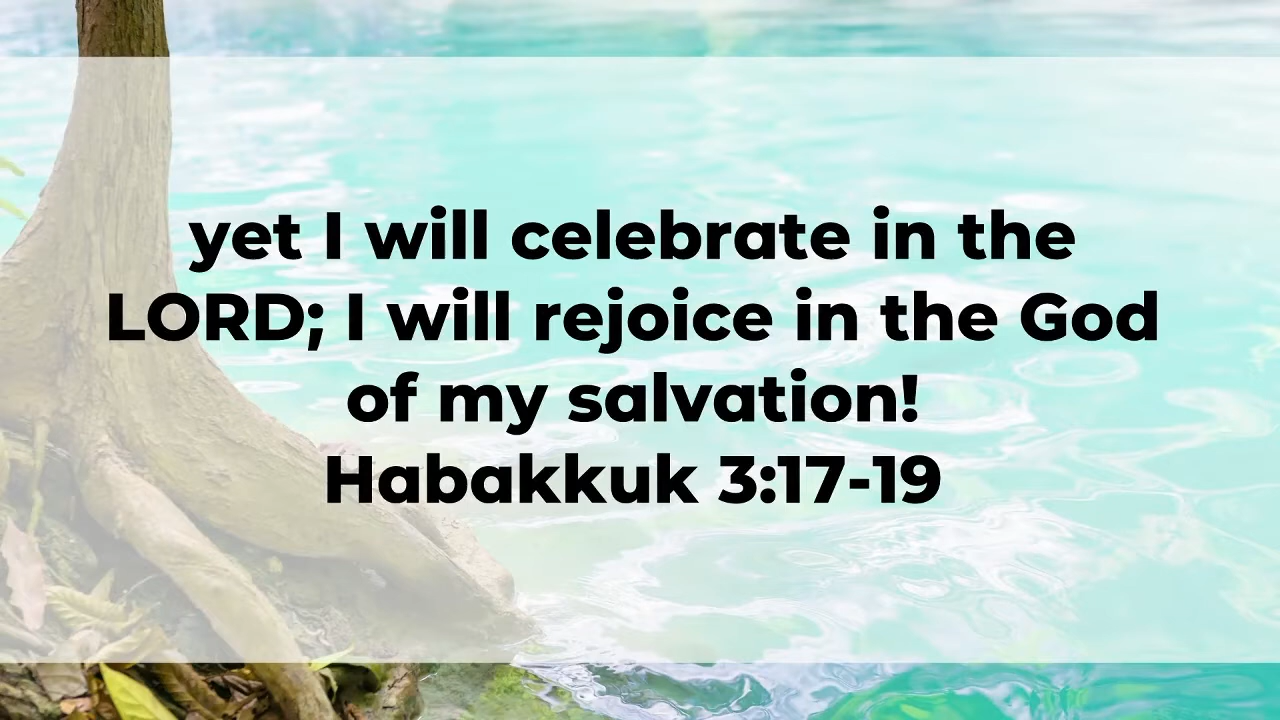 yet I will celebrate in the
LORD; I will rejoice in the God
of my salvation!
Habakkuk 3:17-19